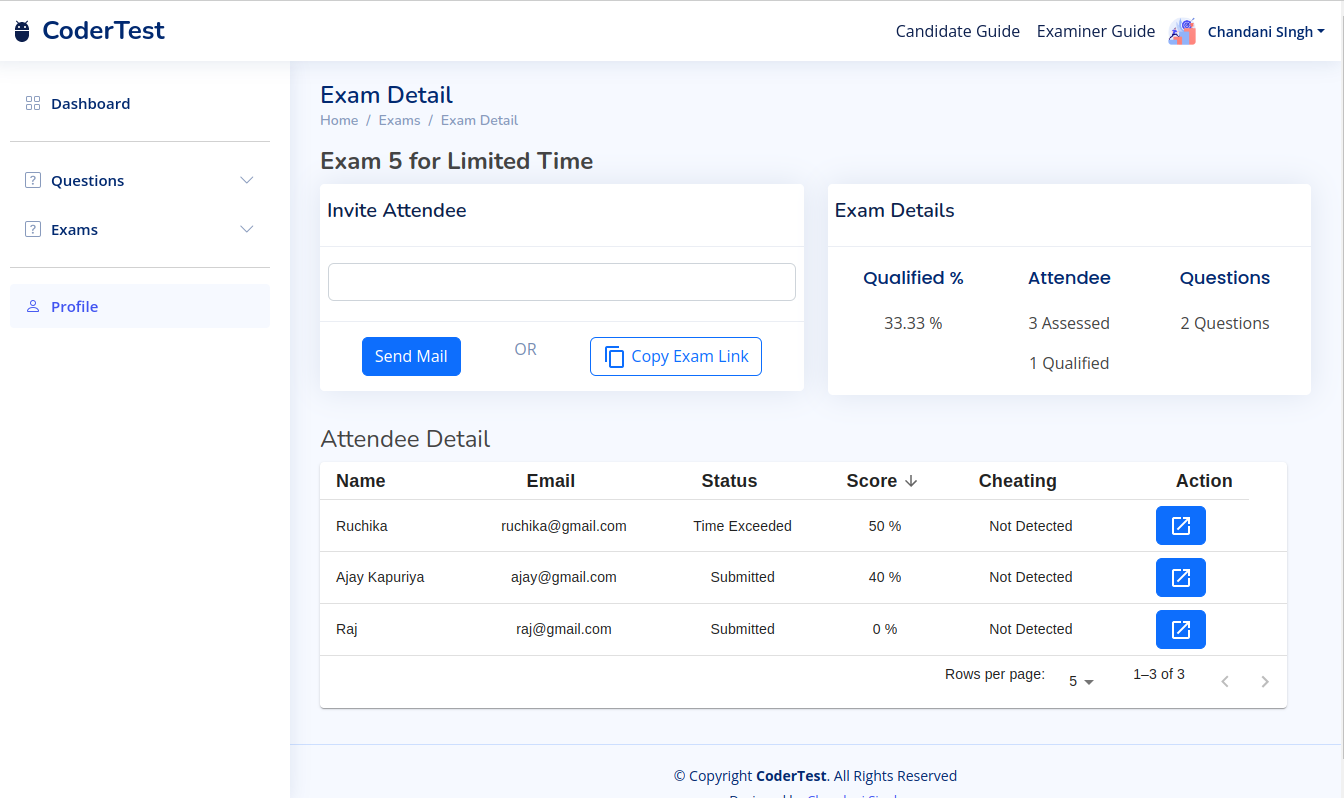 CoderTest
Candidate Guide Examiner Guide Chandani SIngh
Dashboard
Questions
Exams
Profile
Exam Detail
Home / Exams / Exam Detail
Exam 5 for Limited Time
Invite Attendee
Send Mail OR Copy Exam Link
Exam Details
Qualified % Attendee Questions
33.33 % 3 Assessed 2 Questions
1 Qualified
Attendee Detail
Name Email Status Score Cheating Action
Ruchika ruchika@gmail.com Time Exceeded 50 % Not Detected
Ajay Kapuriya ajay@gmail.com Submitted 40 % Not Detected
Raj raj@gmail.com Submitted 0 % Not Detected
Rows per page: 5 1–3 of 3
© Copyright CoderTest. All Rights Reserved